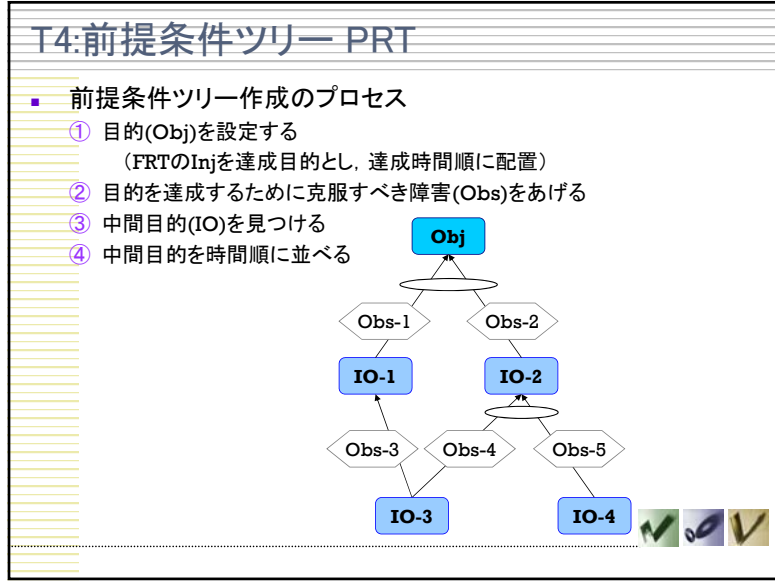 T4:前提条件ツリー PRT
前提条件ツリー作成のプロセス
① 目的(Obj)を設定する
（FRTのInjを達成目的とし，達成時間順に配置）
② 目的を達成するために克服すべき障害(Obs)をあげる
③ 中間目的(IO)を見つける
④ 中間目的を時間順に並べる
Obj
Obs-1
Obs-2
IO-1
IO-2
Obs-3
Obs-4
Obs-5
IO-3
IO-4